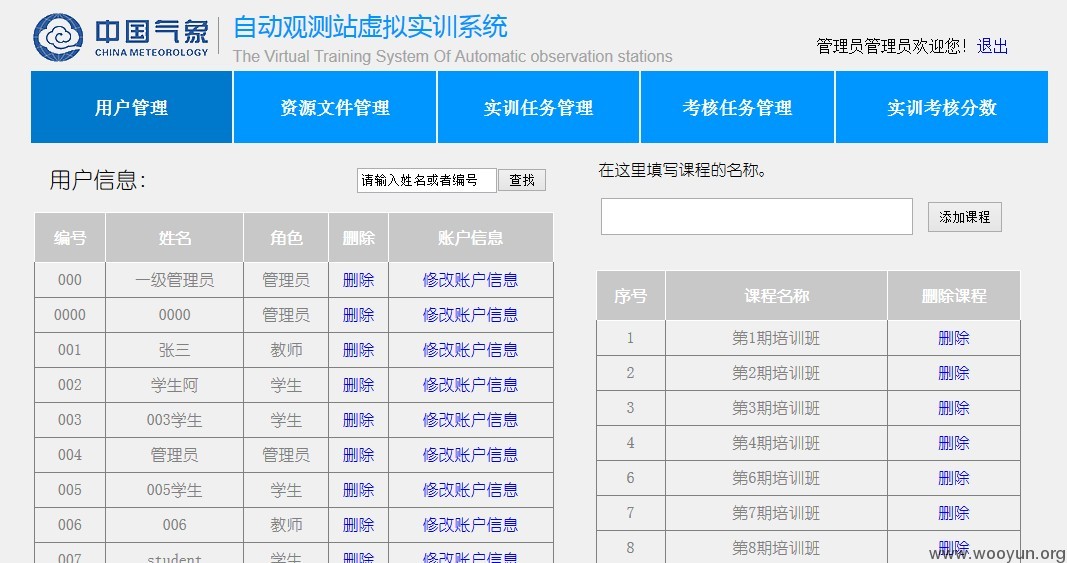 中国气象
CHINA METEOROLOGY
自动观测站虚拟实训系统
The Virtual Training System Of Automatic observation stations
管理员管理员欢迎您！ 退出
用户管理 资源文件管理 实训任务管理 考核任务管理 实训考核分数
用户信息：
请输入姓名或者编号 查找
编号 姓名 角色 删除 账户信息
000 一级管理员 管理员 删除 修改账户信息
0000 0000 管理员 删除 修改账户信息
001 张三 教师 删除 修改账户信息
002 学生阿 学生 删除 修改账户信息
003 003学生 学生 删除 修改账户信息
004 管理员 管理员 删除 修改账户信息
005 005学生 学生 删除 修改账户信息
006 006 教师 删除 修改账户信息
007 student 学生 删除 修改账户信息
在这里填写课程的名称。
添加课程
序号 课程名称 删除课程
1 第1期培训班 删除
2 第2期培训班 删除
3 第3期培训班 删除
4 第4期培训班 删除
6 第6期培训班 删除
7 第7期培训班 删除
8 第8期培训班 删除
www.wooyun.org